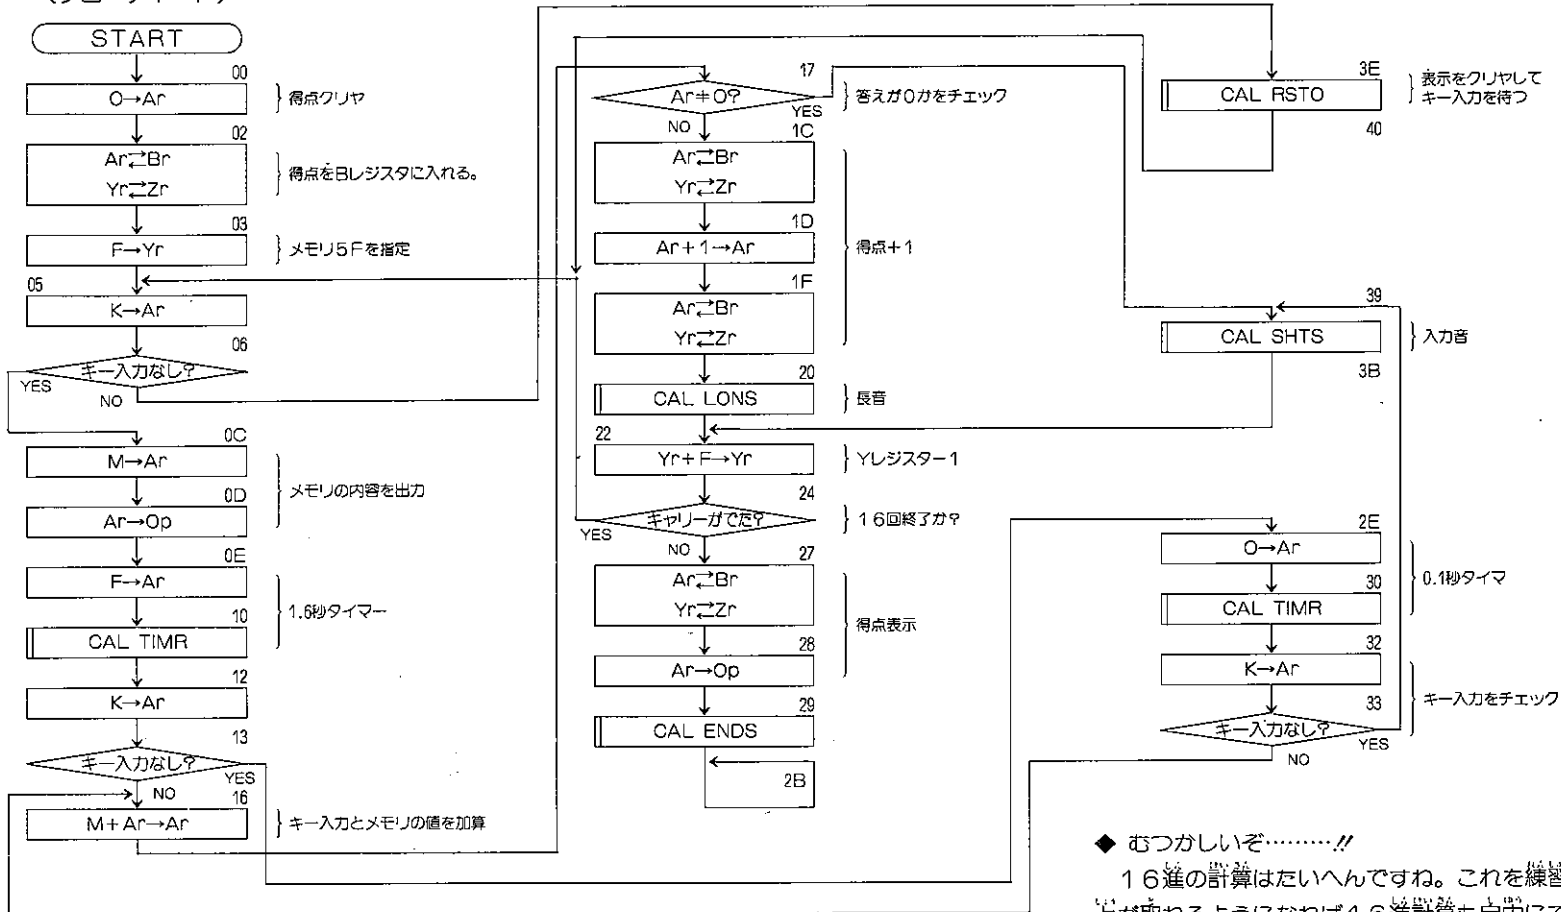 START
00
O→Ar
得点クリヤ
02
Ar⇄Br
Yr⇄Zr
得点をBレジスタに入れる。
03
F→Yr
メモリ5Fを指定
05
K→Ar
06
キー入力なし?
YES
NO
0C
M→Ar
0D
Ar→Op
メモリの内容を出力
0E
F→Ar
10
CAL TIMR
1.6秒タイマー
12
K→Ar
13
キー入力なし?
YES
NO
16
M+Ar→Ar
キー入力とメモリの値を加算
17
Ar≠0?
YES
NO
答えが0かをチェック
1C
Ar⇄Br
Yr⇄Zr
1D
Ar+1→Ar
得点+1
1F
Ar⇄Br
Yr⇄Zr
20
CAL LONS
長音
22
Yr+F→Yr
Yレジスター1
24
キャリーがでた?
YES
NO
16回終了か?
27
Ar⇄Br
Yr⇄Zr
得点表示
28
Ar→Op
29
CAL ENDS
2B
3E
CAL RSTO
40
表示をクリヤして
キー入力を待つ
39
CAL SHTS
3B
入力音
2E
O→Ar
30
CAL TIMR
0.1秒タイマ
32
K→Ar
33
キー入力なし?
YES
NO
キー入力をチェック
◆ むつかしいぞ………!!
16進の計算はたいへんですね。これを練習